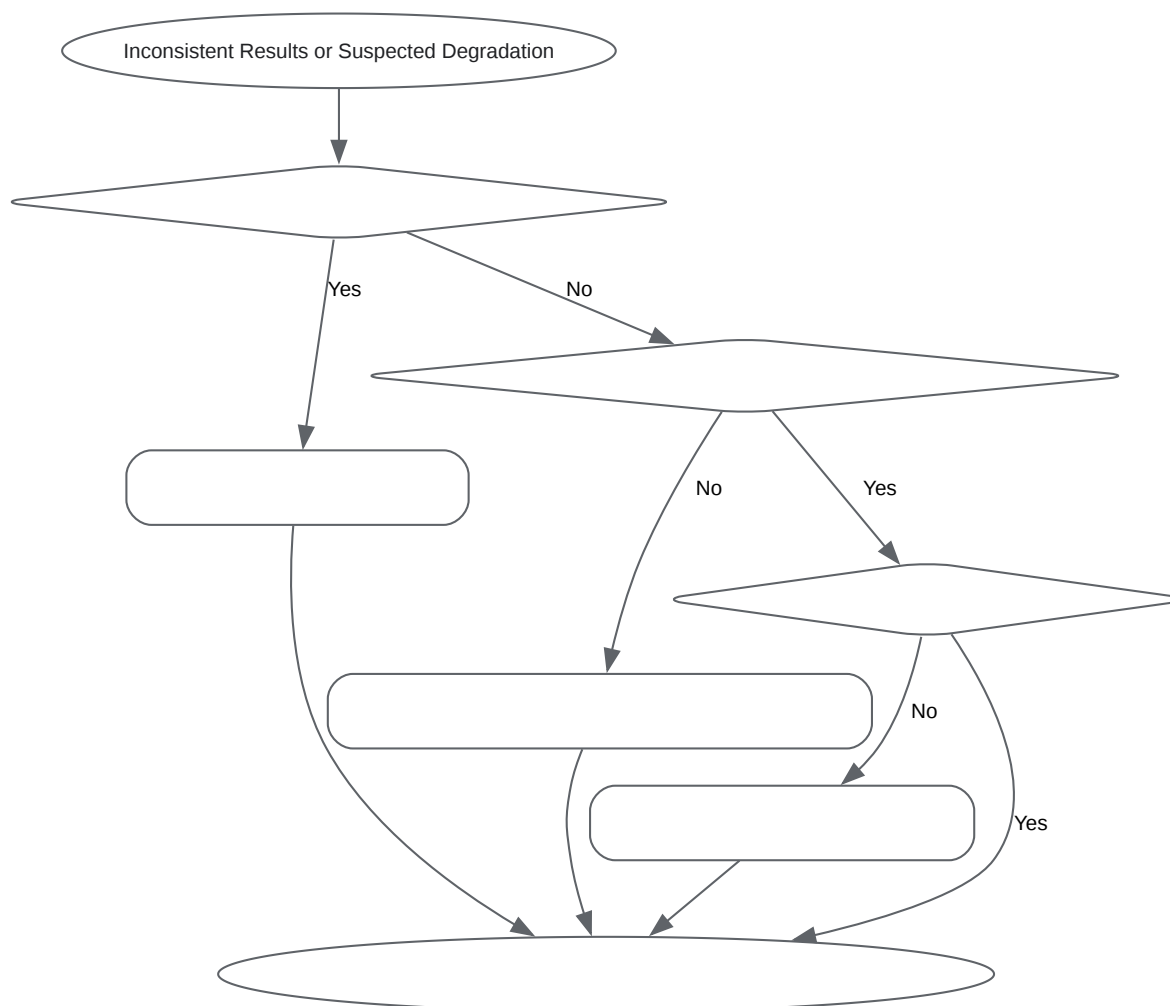 Inconsistent Results or Suspected Degradation
Yes
No
No
Yes
No
Yes